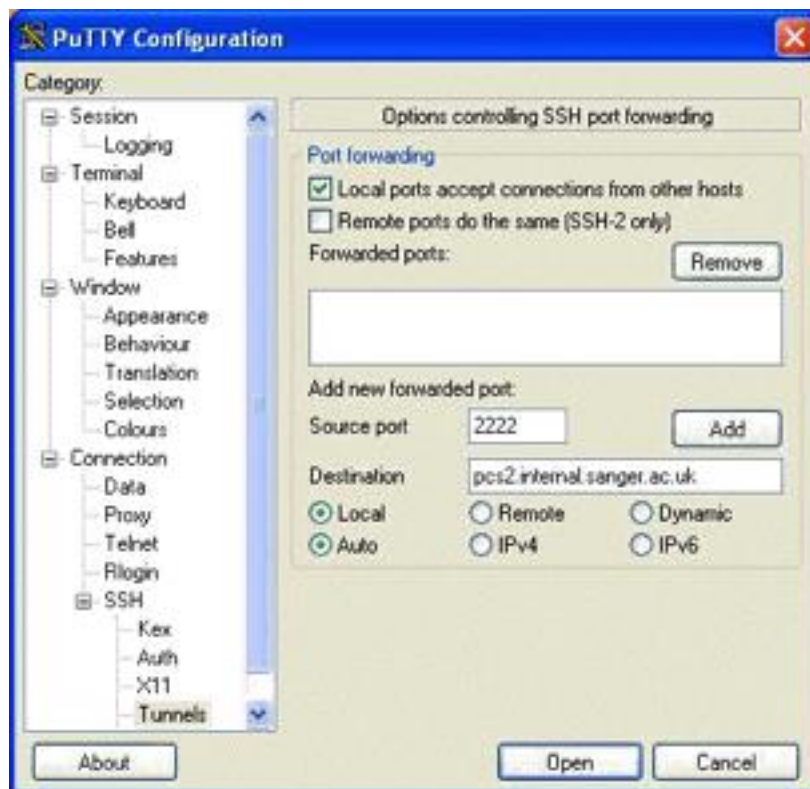 PuTTY Configuration
Category:
Session
Logging
Terminal
Keyboard
Bell
Features
Window
Appearance
Behaviour
Translation
Selection
Colours
Connection
Data
Proxy
Telnet
Rlogin
SSH
Kex
Auth
X11
Tunnels
Options controlling SSH port forwarding
Port forwarding
Local ports accept connections from other hosts
Remote ports do the same (SSH-2 only)
Forwarded ports:
Remove
Add new forwarded port:
Source port 2222 Add
Destination pcs2.internal.sanger.ac.uk
Local Remote Dynamic
Auto IPv4 IPv6
About Open Cancel